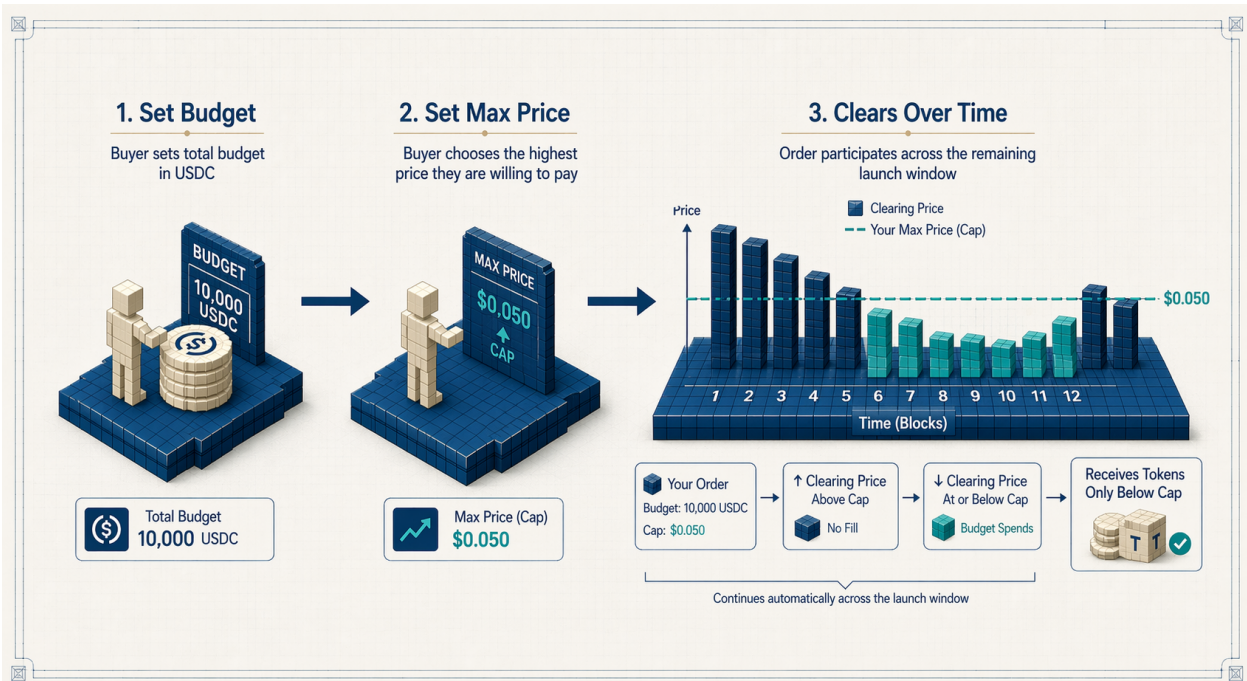 1. Set Budget
Buyer sets total budget
in USDC
BUDGET
10,000
USDC
Total Budget
10,000 USDC
2. Set Max Price
Buyer chooses the highest
price they are willing to pay
MAX PRICE
$0,050
CAP
Max Price (Cap)
$0.050
3. Clears Over Time
Order participates across the remaining
launch window
Price
Clearing Price
Your Max Price (Cap)
$0.050
1 2 3 4 5 6 7 8 9 10 11 12
Time (Blocks)
Your Order
Budget: 10,000 USDC
Cap: $0.050
↑ Clearing Price
Above Cap
No Fill
↓ Clearing Price
At or Below Cap
Budget Spends
Receives Tokens
Only Below Cap
T T
Continues automatically across the launch window